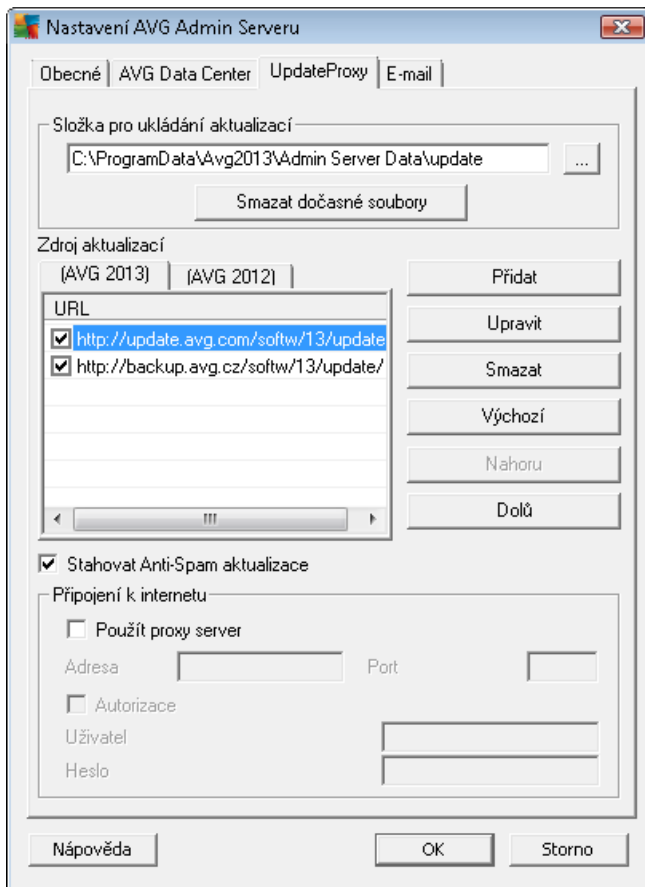 Nastavení AVG Admin Serveru
Obecné
AVG Data Center
UpdateProxy
E-mail
Složka pro ukládání aktualizací
C:\ProgramData\Avg2013\Admin Server Data\update
...
Smazat dočasné soubory
Zdroj aktualizací
(AVG 2013)
(AVG 2012)
URL
http://update.avg.com/softw/13/update
http://backup.avg.cz/softw/13/update/
Přidat
Upravit
Smazat
Výchozí
Nahoru
Dolů
Stahovat Anti-Spam aktualizace
Připojení k internetu
Použít proxy server
Adresa
Port
Autorizace
Uživatel
Heslo
Nápověda
OK
Storno